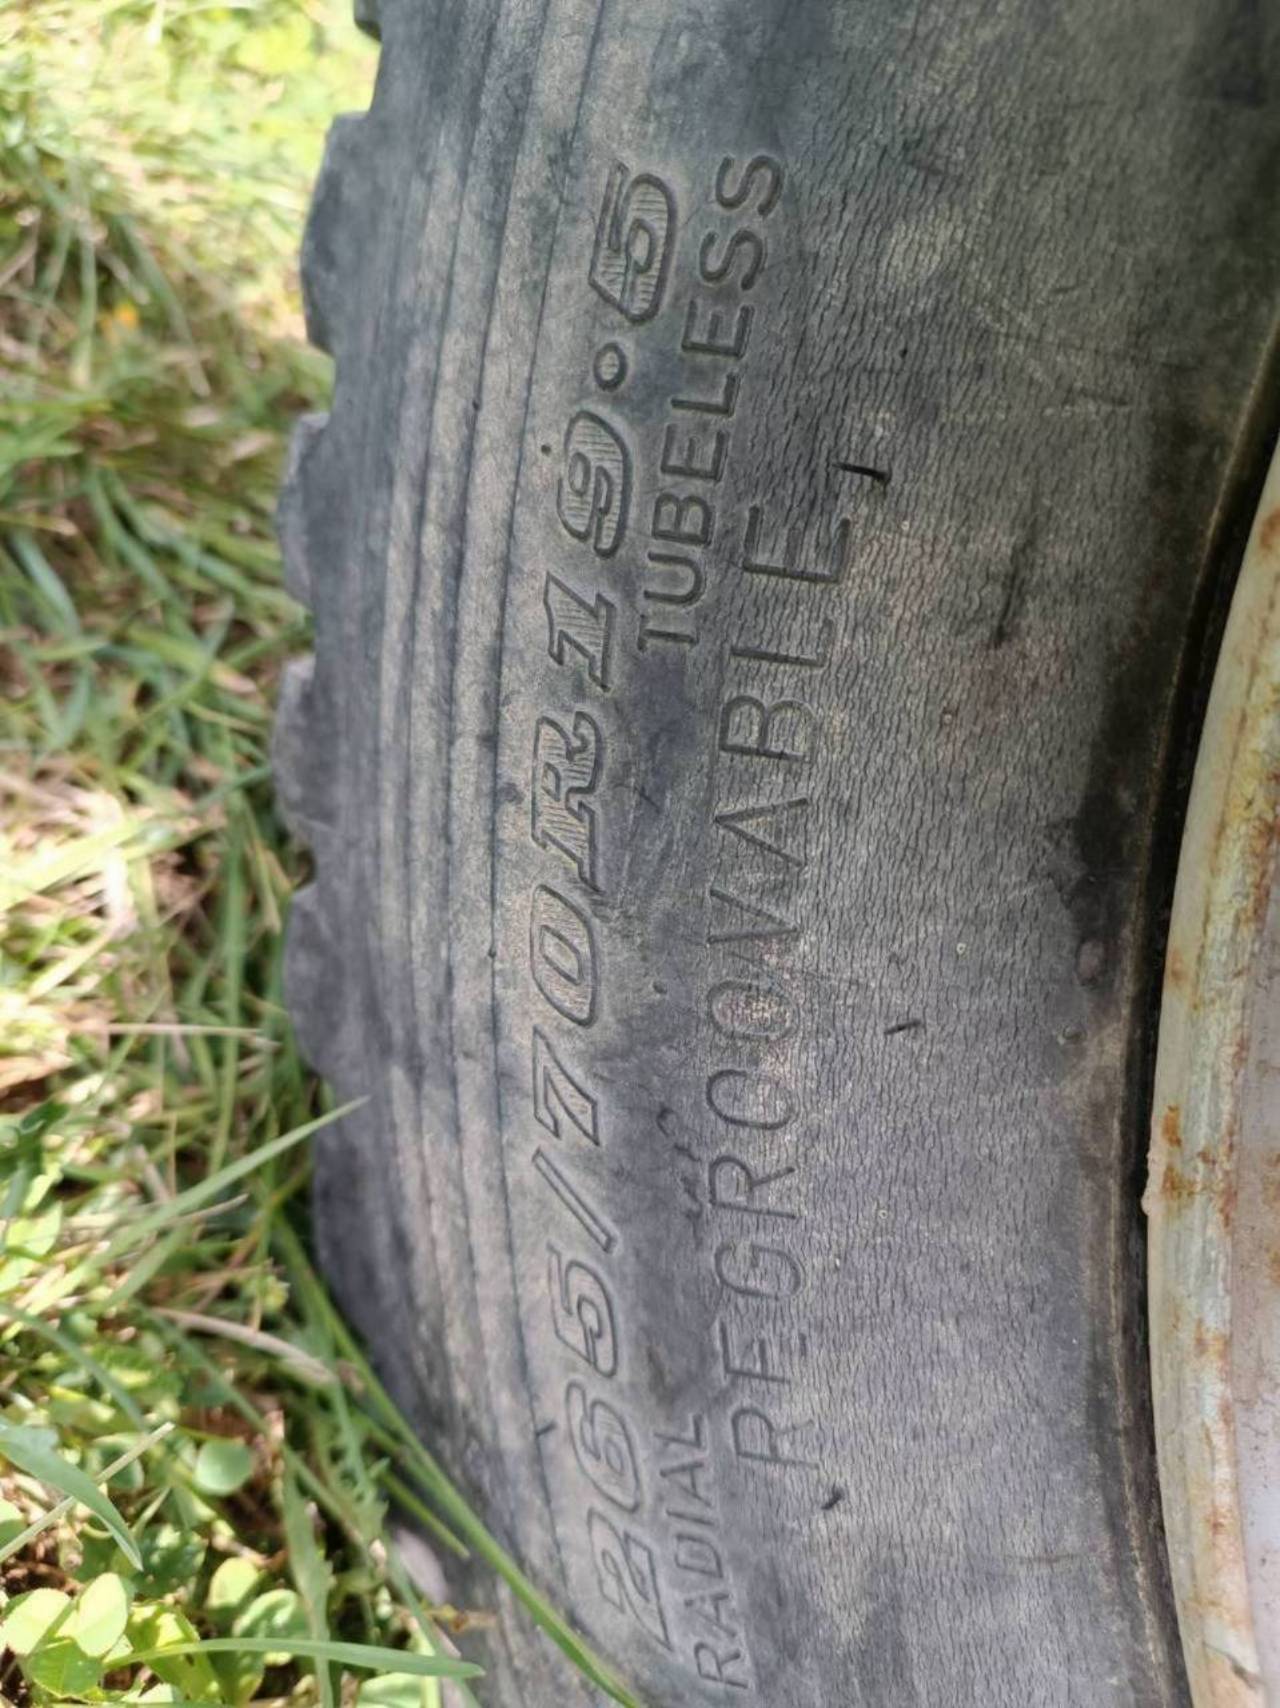 265/70R19.5
RADIAL TUBELESS
REGROOVABLE